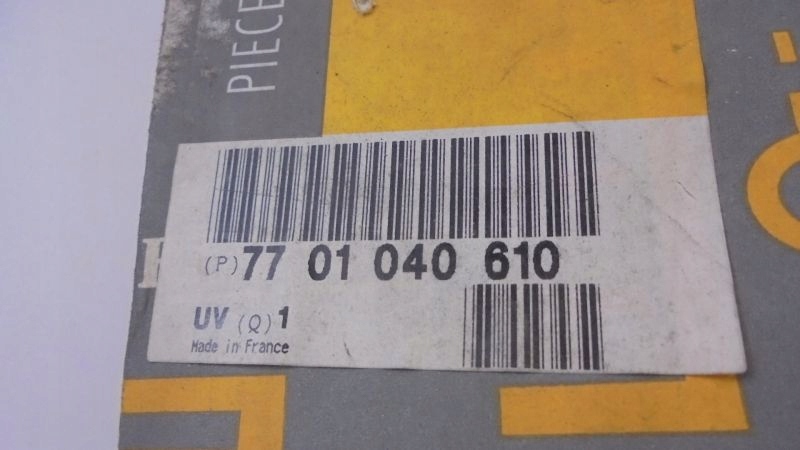 PIECE
(P) 77 01 040 610
UV (Q) 1
Made in France